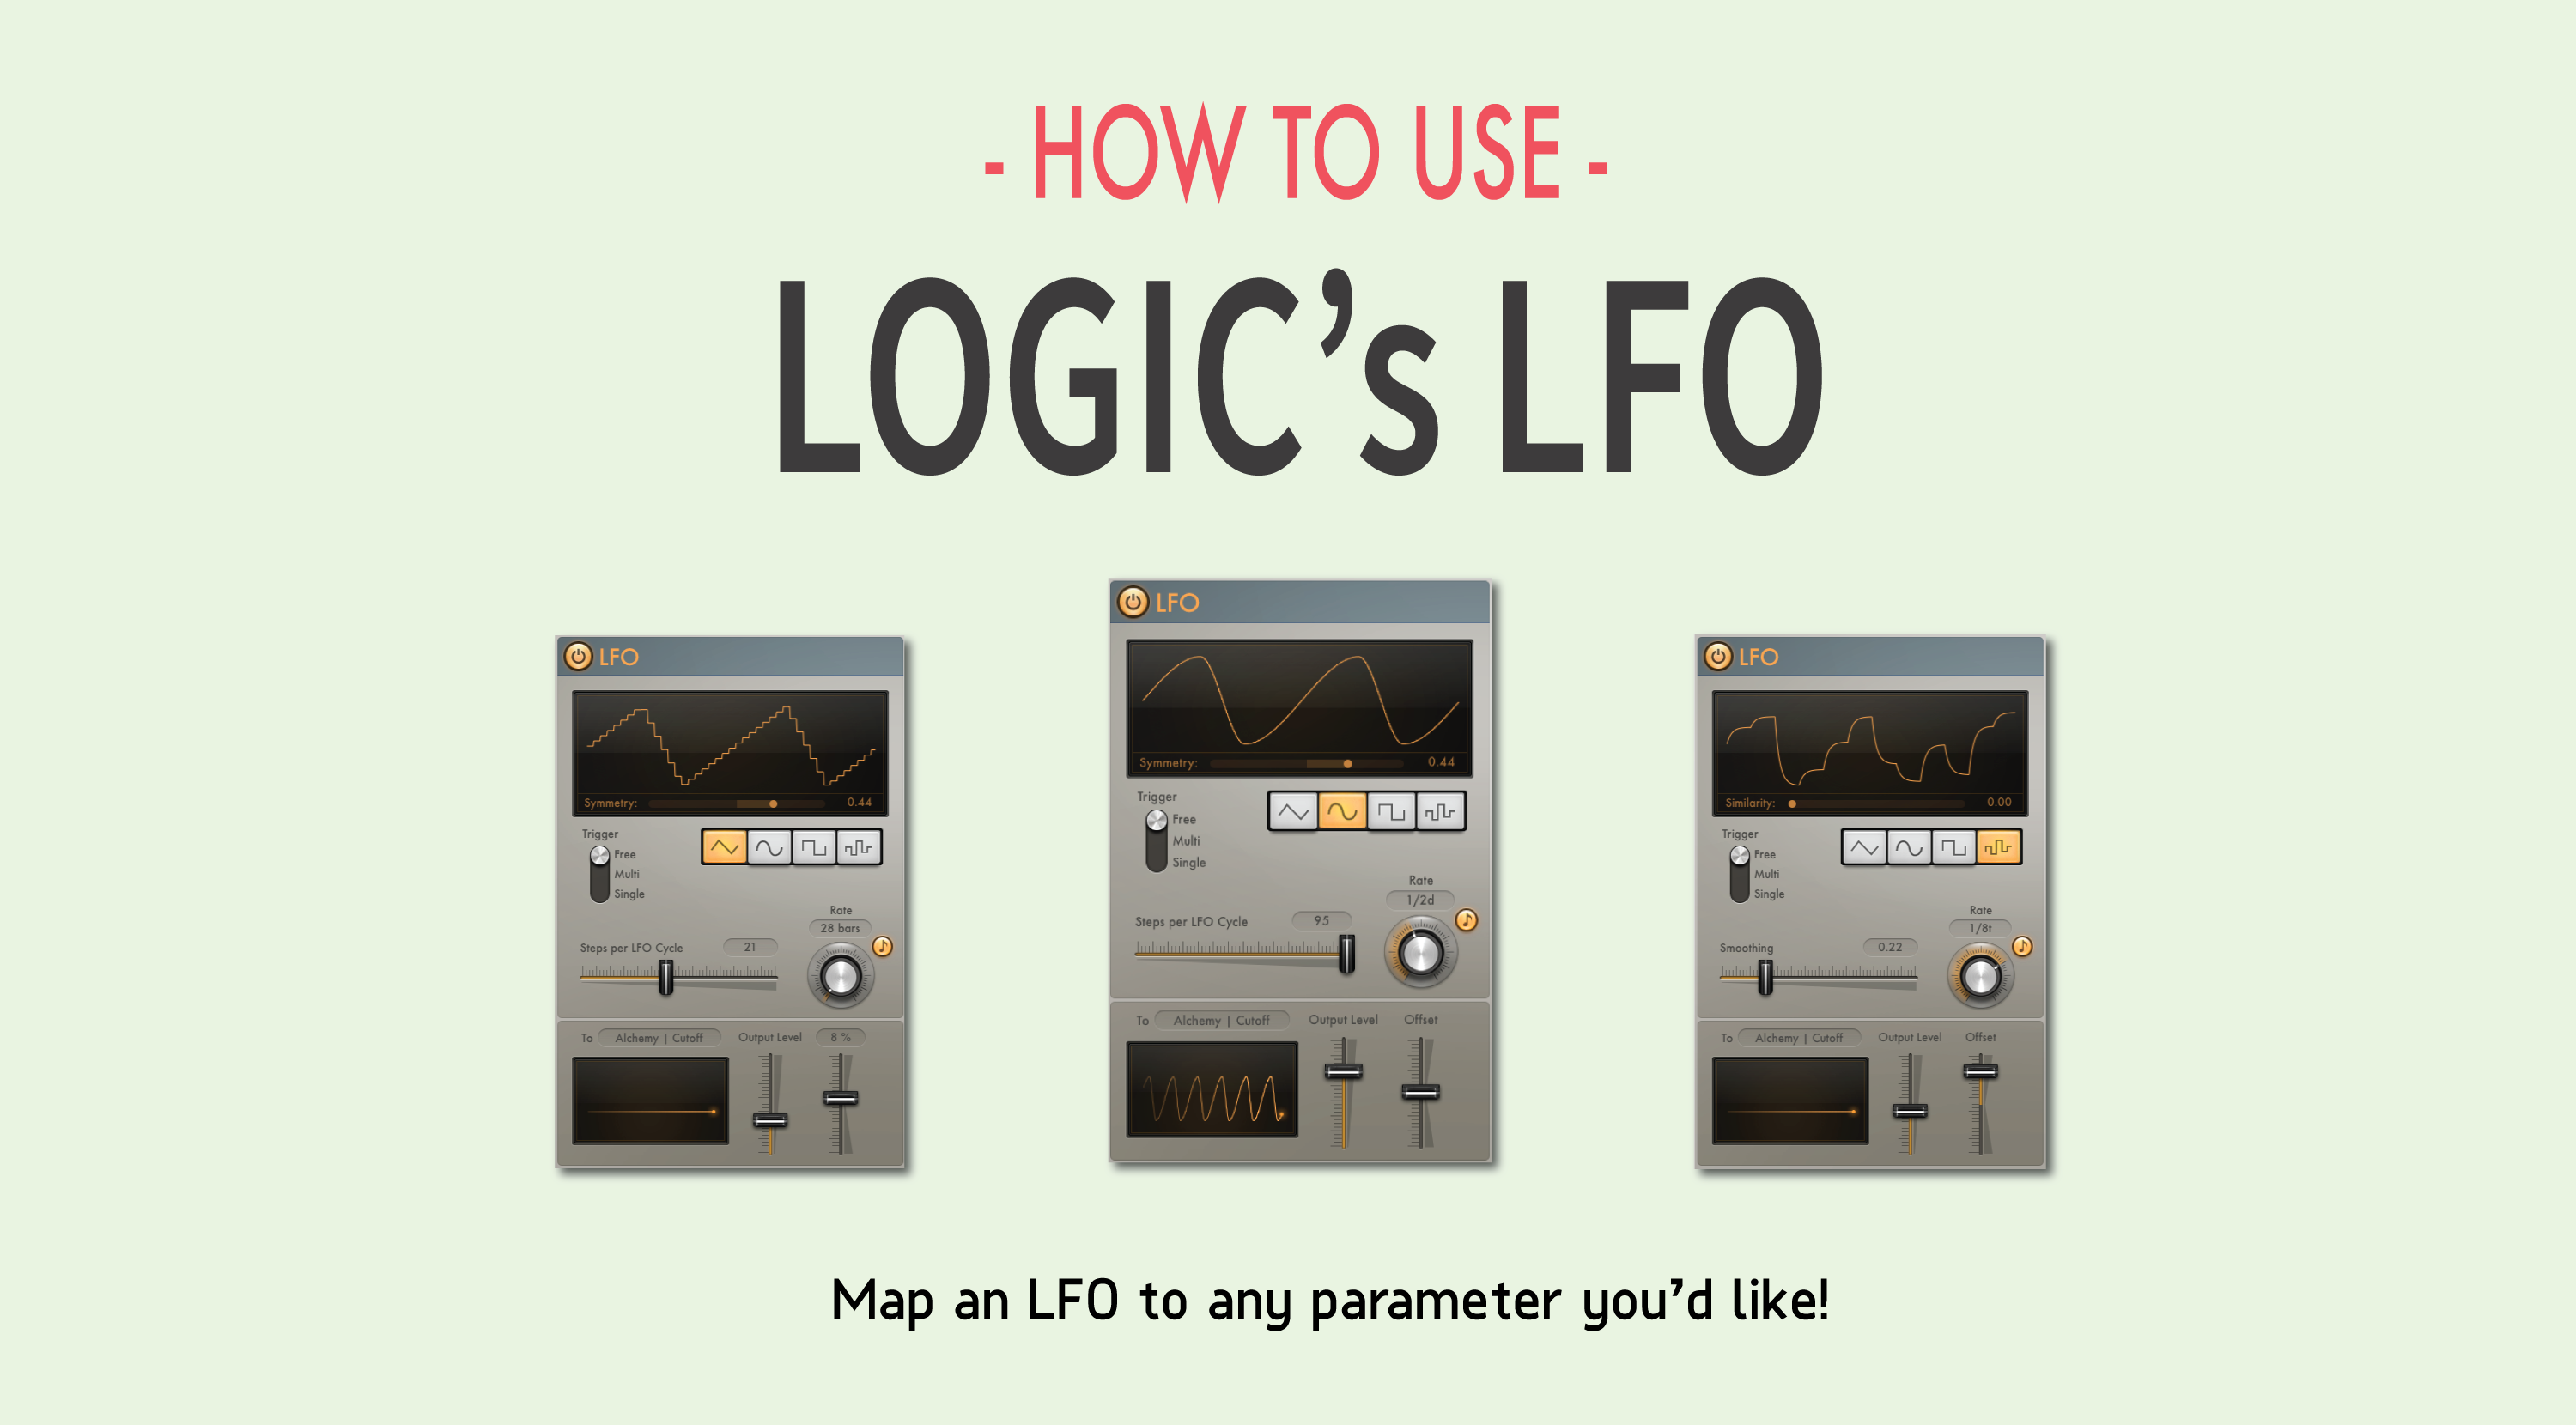 - HOW TO USE -
LOGIC's LFO
LFO
Symmetry: 0.44
Trigger
Free
Multi
Single
Rate
28 bars
Steps per LFO Cycle 21
To Alchemy | Cutoff Output Level 8 %
LFO
Symmetry: 0.44
Trigger
Free
Multi
Single
Rate
1/2d
Steps per LFO Cycle 95
To Alchemy | Cutoff Output Level Offset
LFO
Similarity: 0.00
Trigger
Free
Multi
Single
Rate
1/8t
Smoothing 0.22
To Alchemy | Cutoff Output Level Offset
Map an LFO to any parameter you'd like!